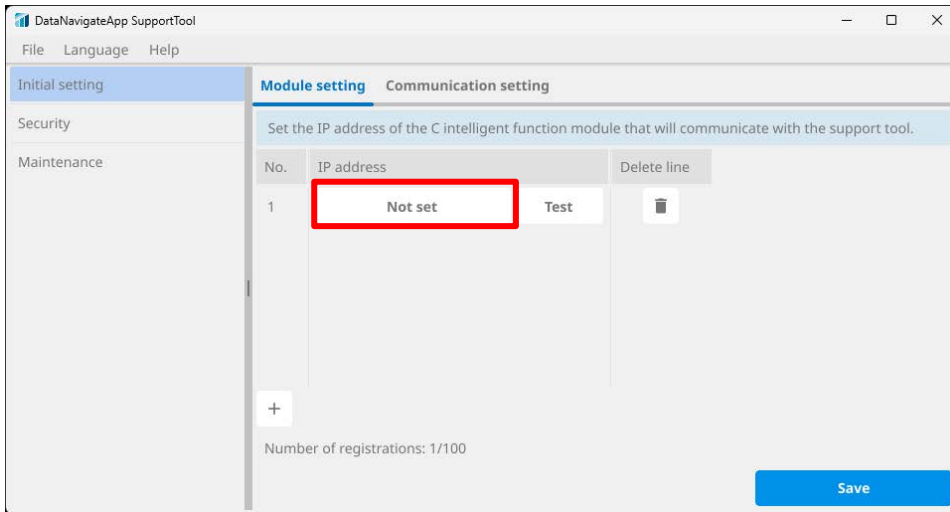 DataNavigateApp SupportTool
File Language Help
Initial setting
Security
Maintenance
Module setting Communication setting
Set the IP address of the C intelligent function module that will communicate with the support tool.
No. IP address Delete line
1 Not set Test
+
Number of registrations: 1/100
Save